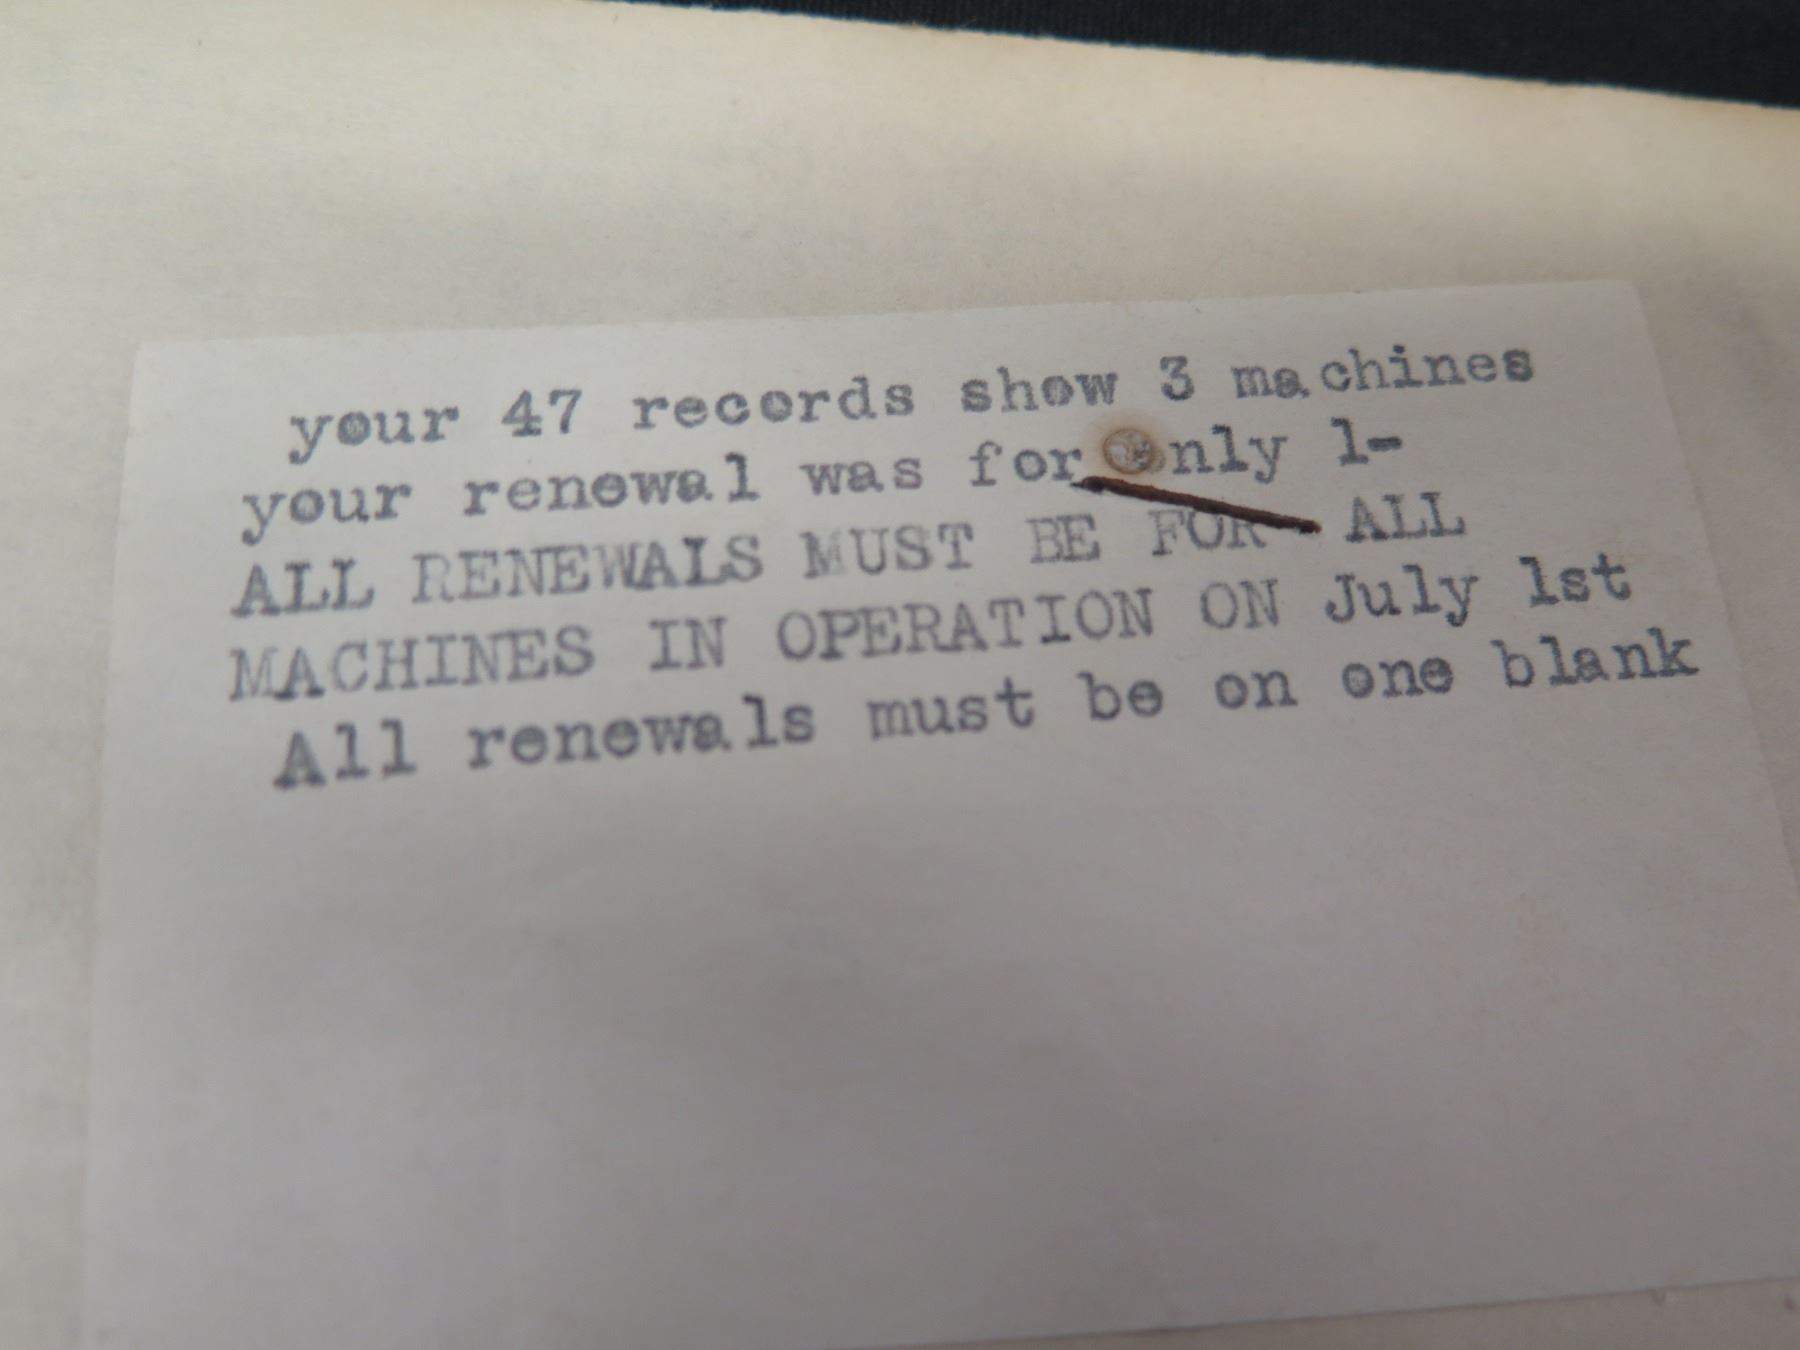 your 47 records show 3 machines
your renewal was for only 1-
ALL RENEWALS MUST BE FOR ALL
MACHINES IN OPERATION ON July 1st
All renewals must be on one blank